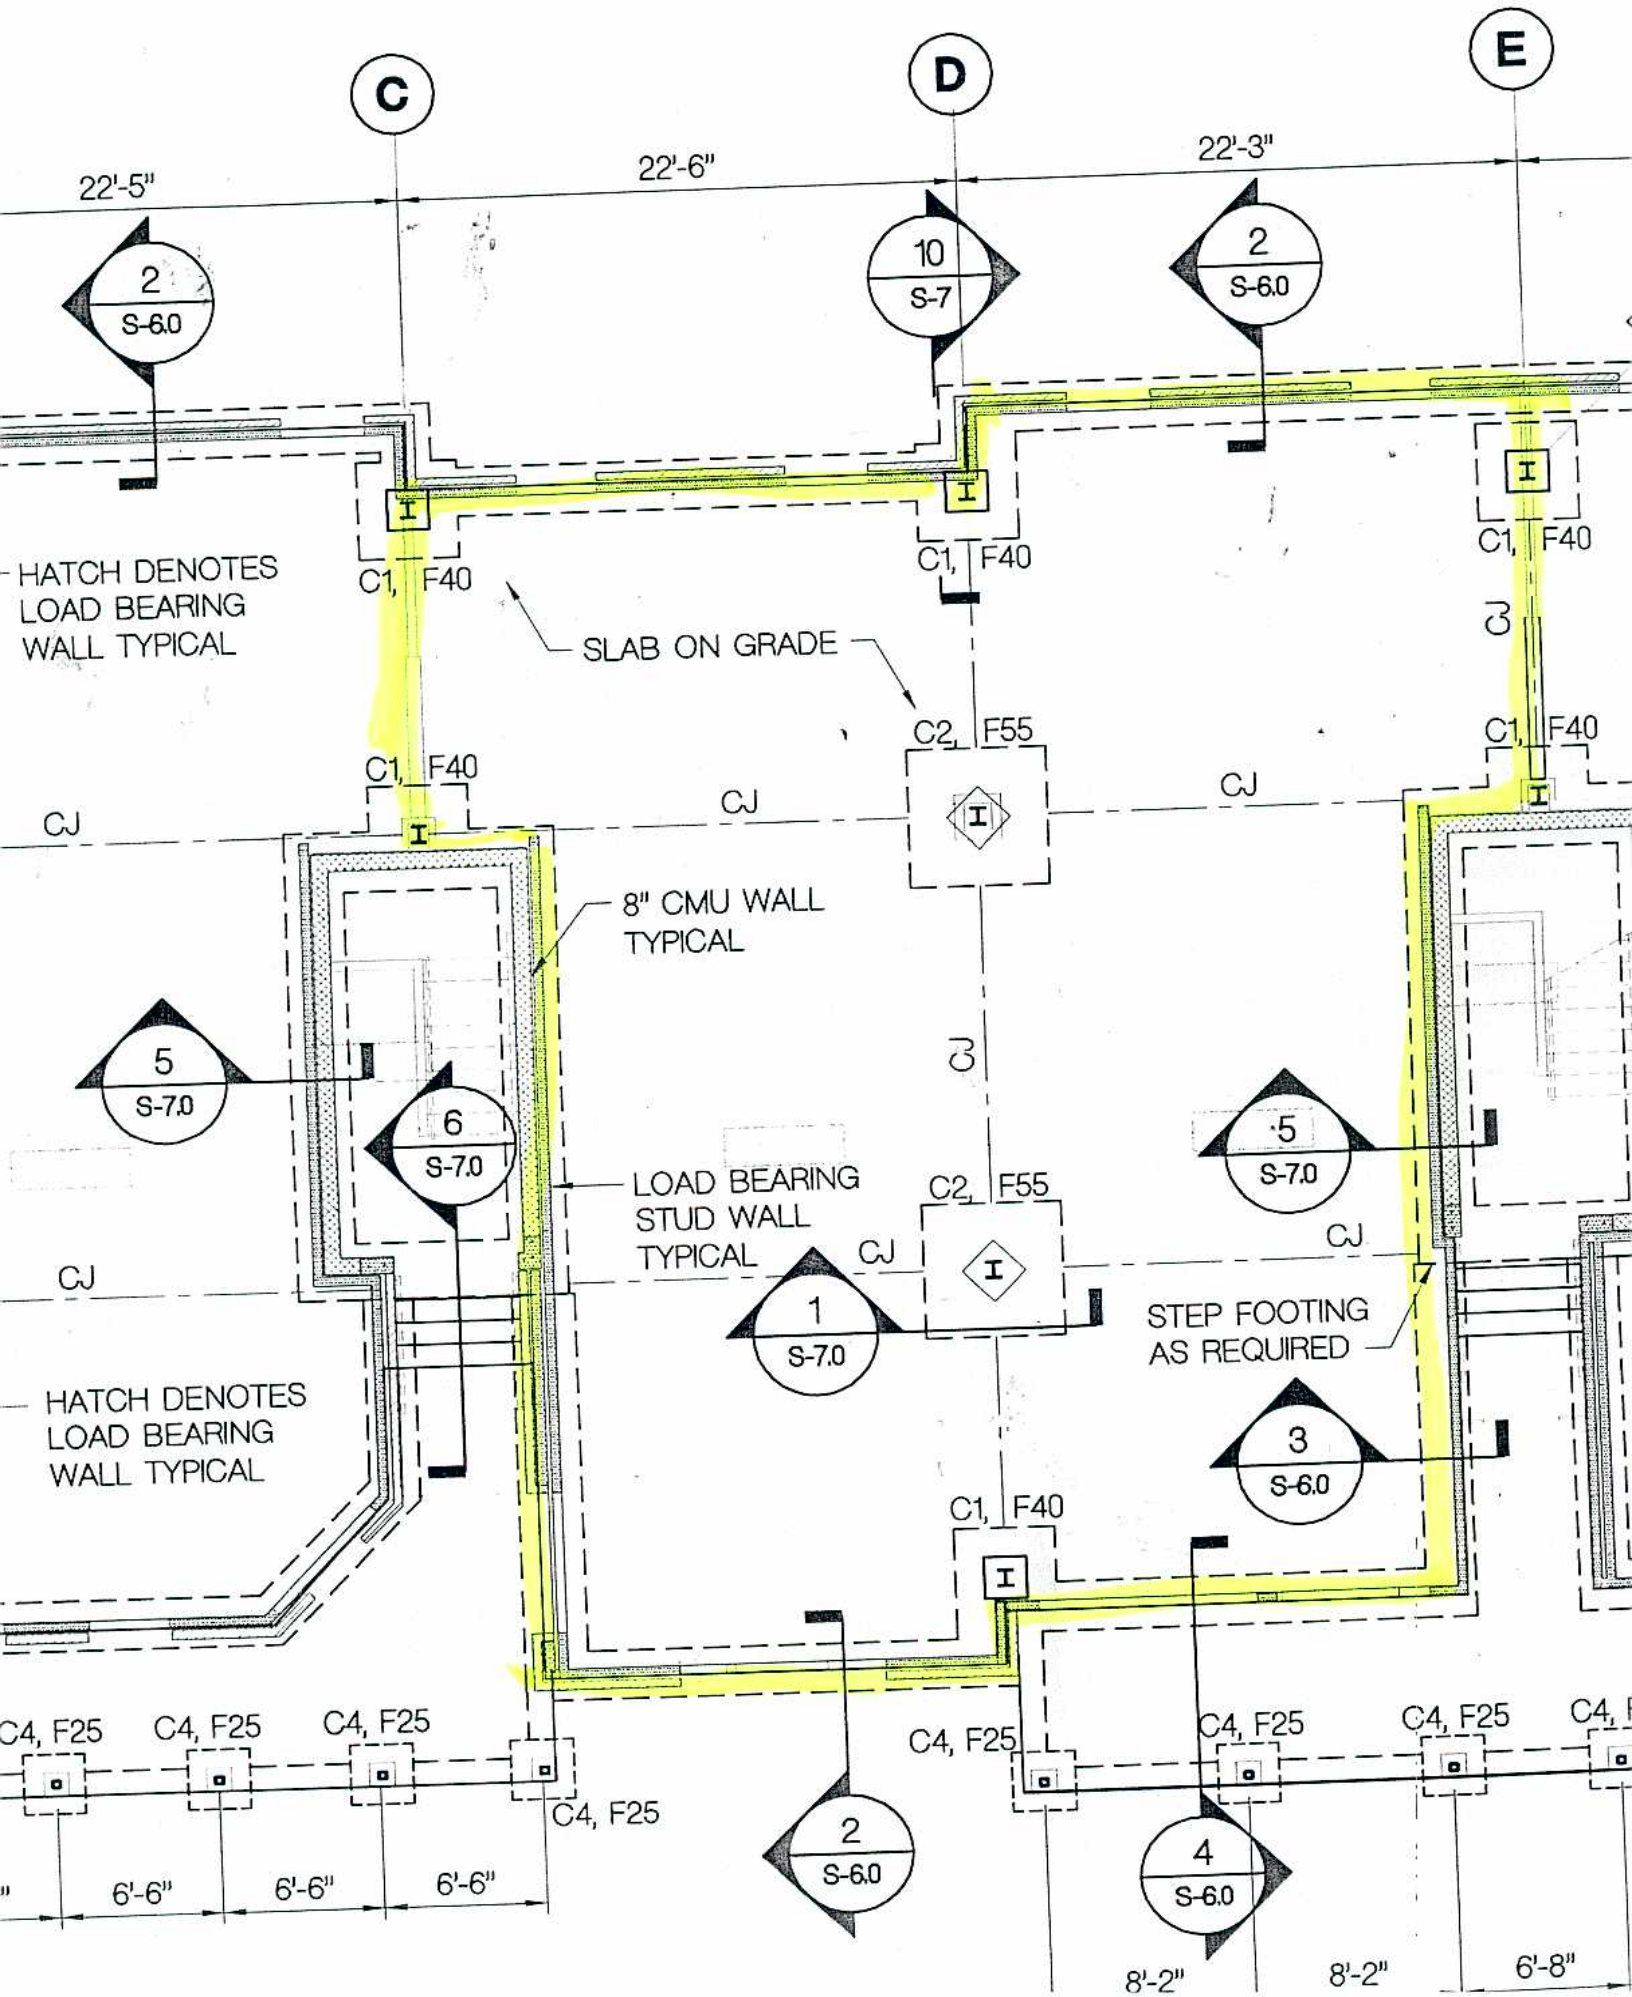 C
D
E
22'-5"
22'-6"
22'-3"
2
S-6.0
10
S-7
2
S-6.0
HATCH DENOTES
LOAD BEARING
WALL TYPICAL
C1, F40
C1, F40
C1, F40
SLAB ON GRADE
CJ
C2, F55
C1, F40
C1, F40
CJ
CJ
CJ
8" CMU WALL
TYPICAL
5
S-7.0
6
S-7.0
CJ
5
S-7.0
LOAD BEARING
STUD WALL
TYPICAL
C2, F55
CJ
CJ
CJ
1
S-7.0
STEP FOOTING
AS REQUIRED
HATCH DENOTES
LOAD BEARING
WALL TYPICAL
3
S-6.0
C1, F40
C4, F25
C4, F25
C4, F25
C4, F25
C4, F25
C4, F25
C4, F25
C4,
2
S-6.0
4
S-6.0
6'-6"
6'-6"
6'-6"
8'-2"
8'-2"
6'-8"